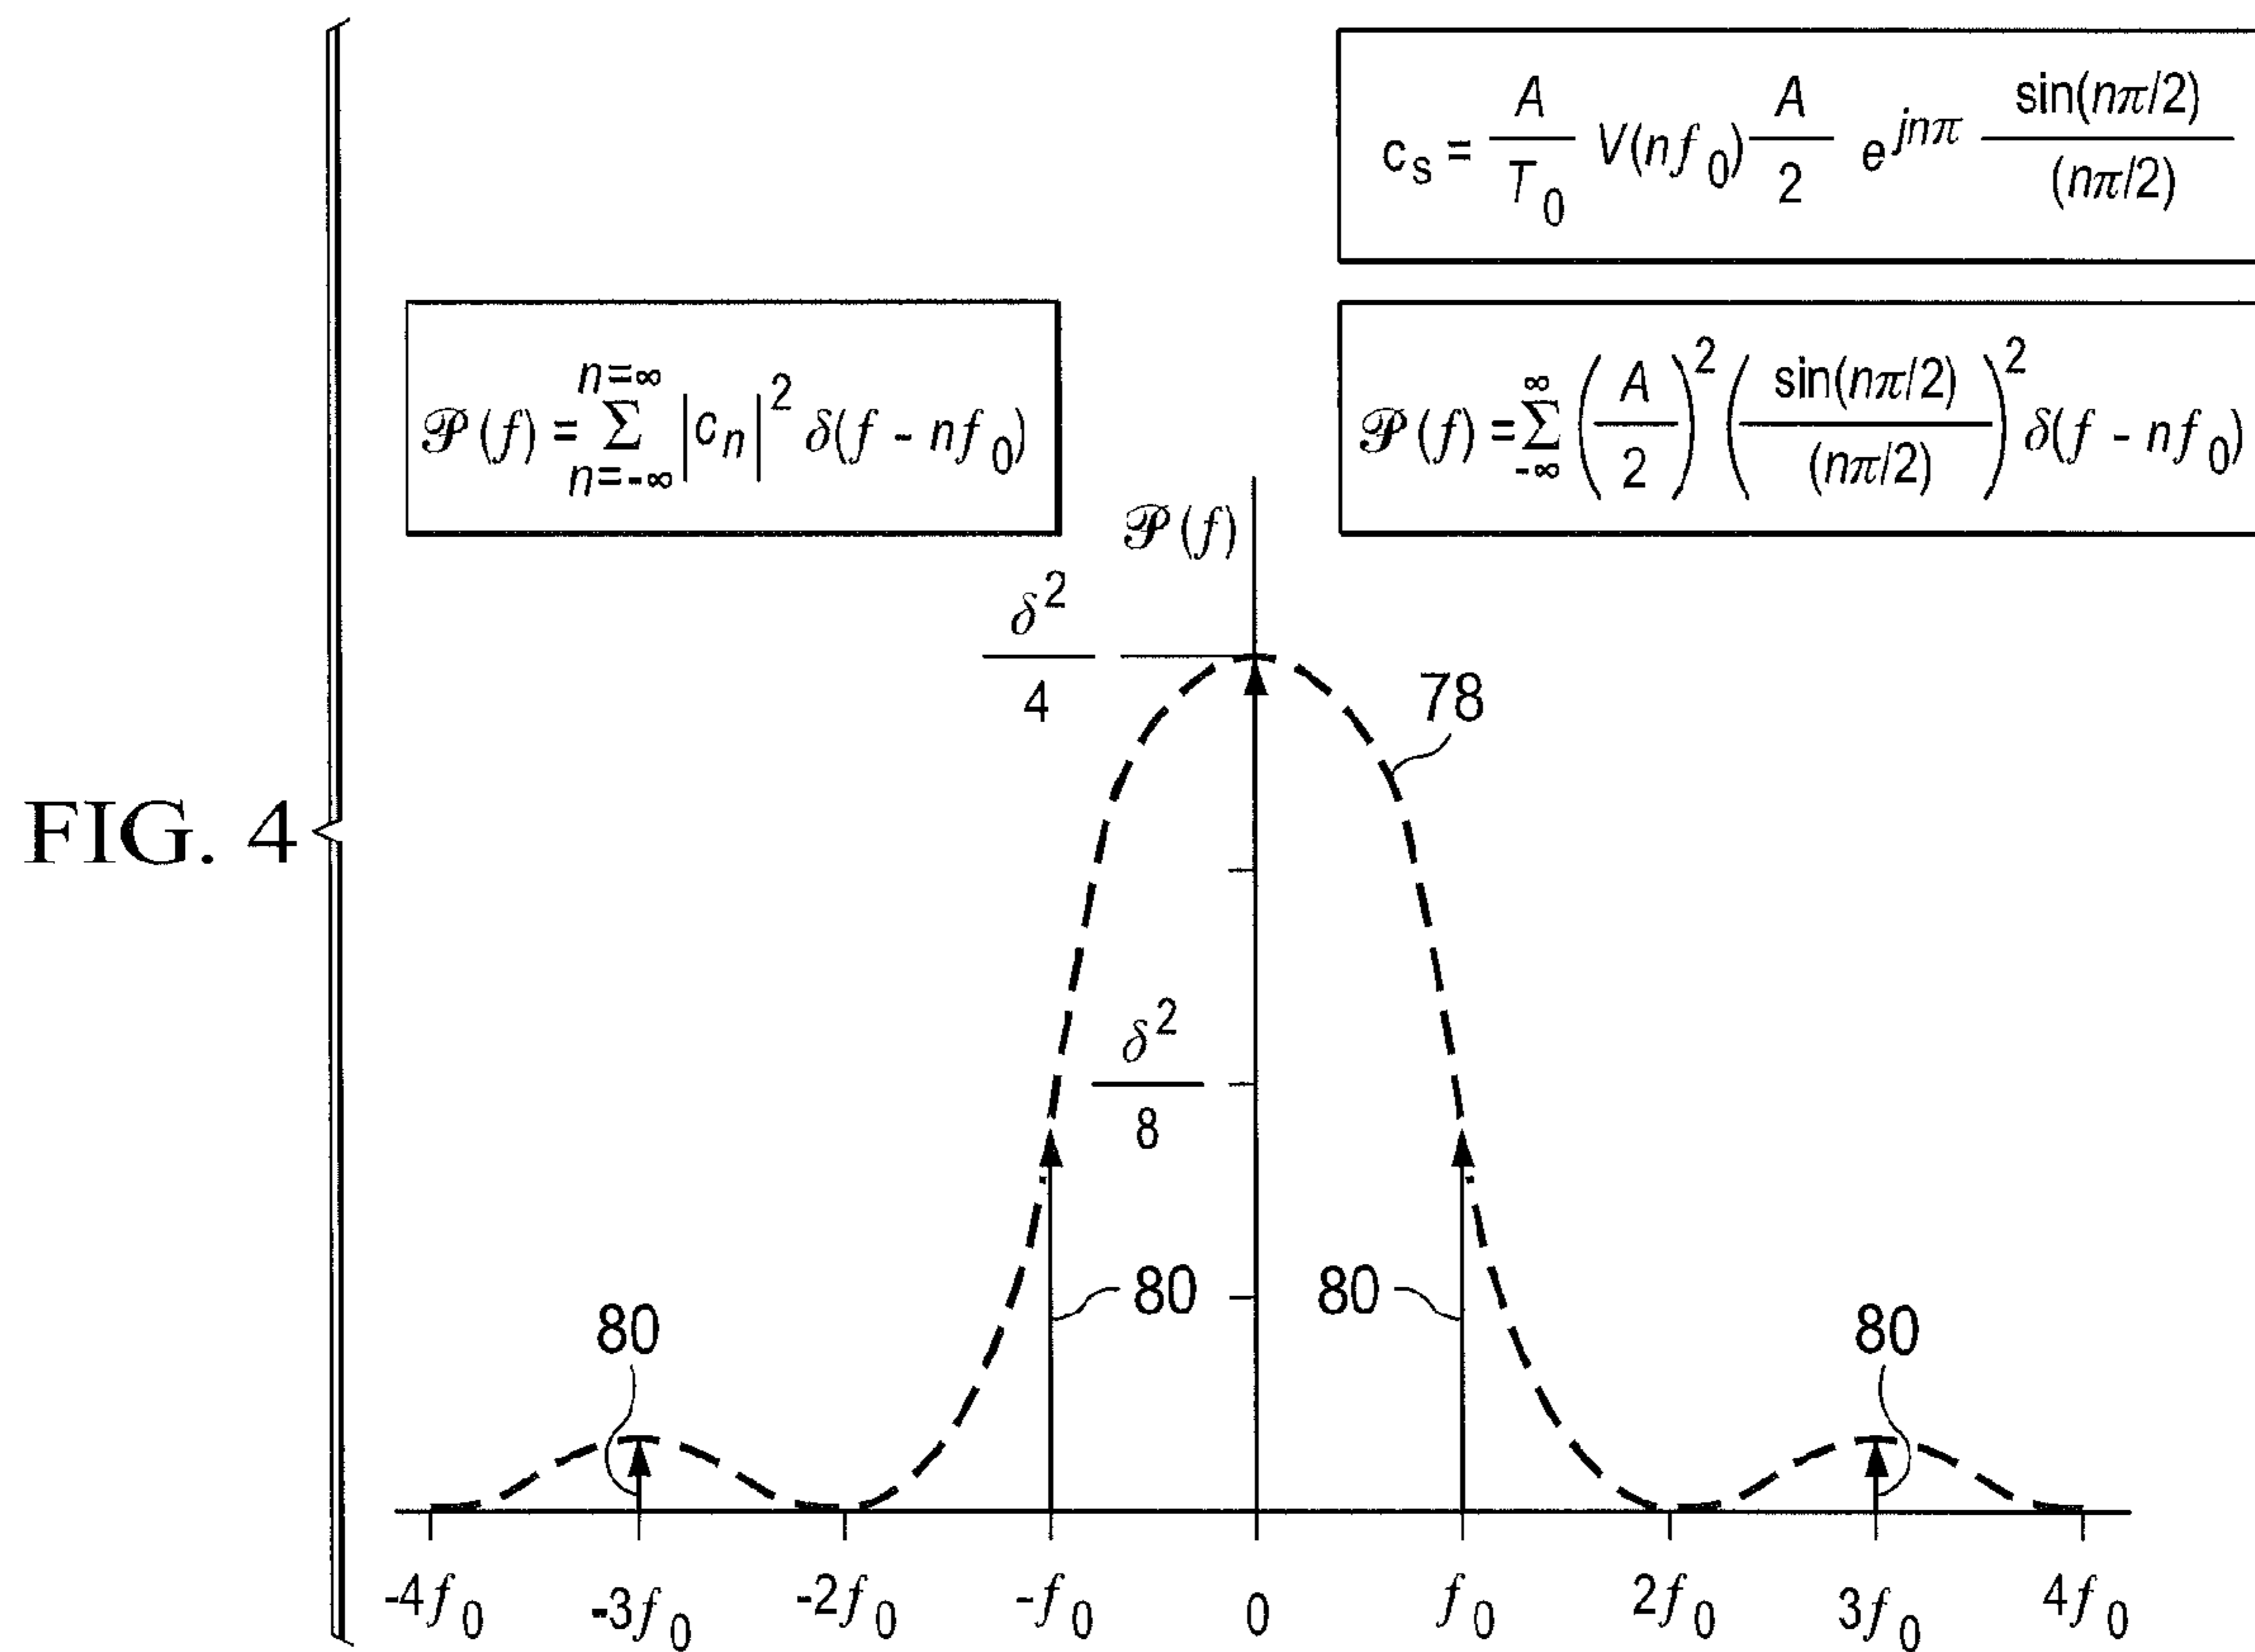 c_s = A/T_0 V(nf_0) A/2 e^{jnπ} sin(nπ/2)/(nπ/2)
𝒫(f) = Σ_{n=-∞}^{n=∞} |c_n|^2 δ(f - nf_0)
𝒫(f) = Σ_{-∞}^{∞} (A/2)^2 (sin(nπ/2)/(nπ/2))^2 δ(f - nf_0)
𝒫(f)
δ^2/4
78
FIG. 4
δ^2/8
80
80
80
80
-4f_0 -3f_0 -2f_0 -f_0 0 f_0 2f_0 3f_0 4f_0